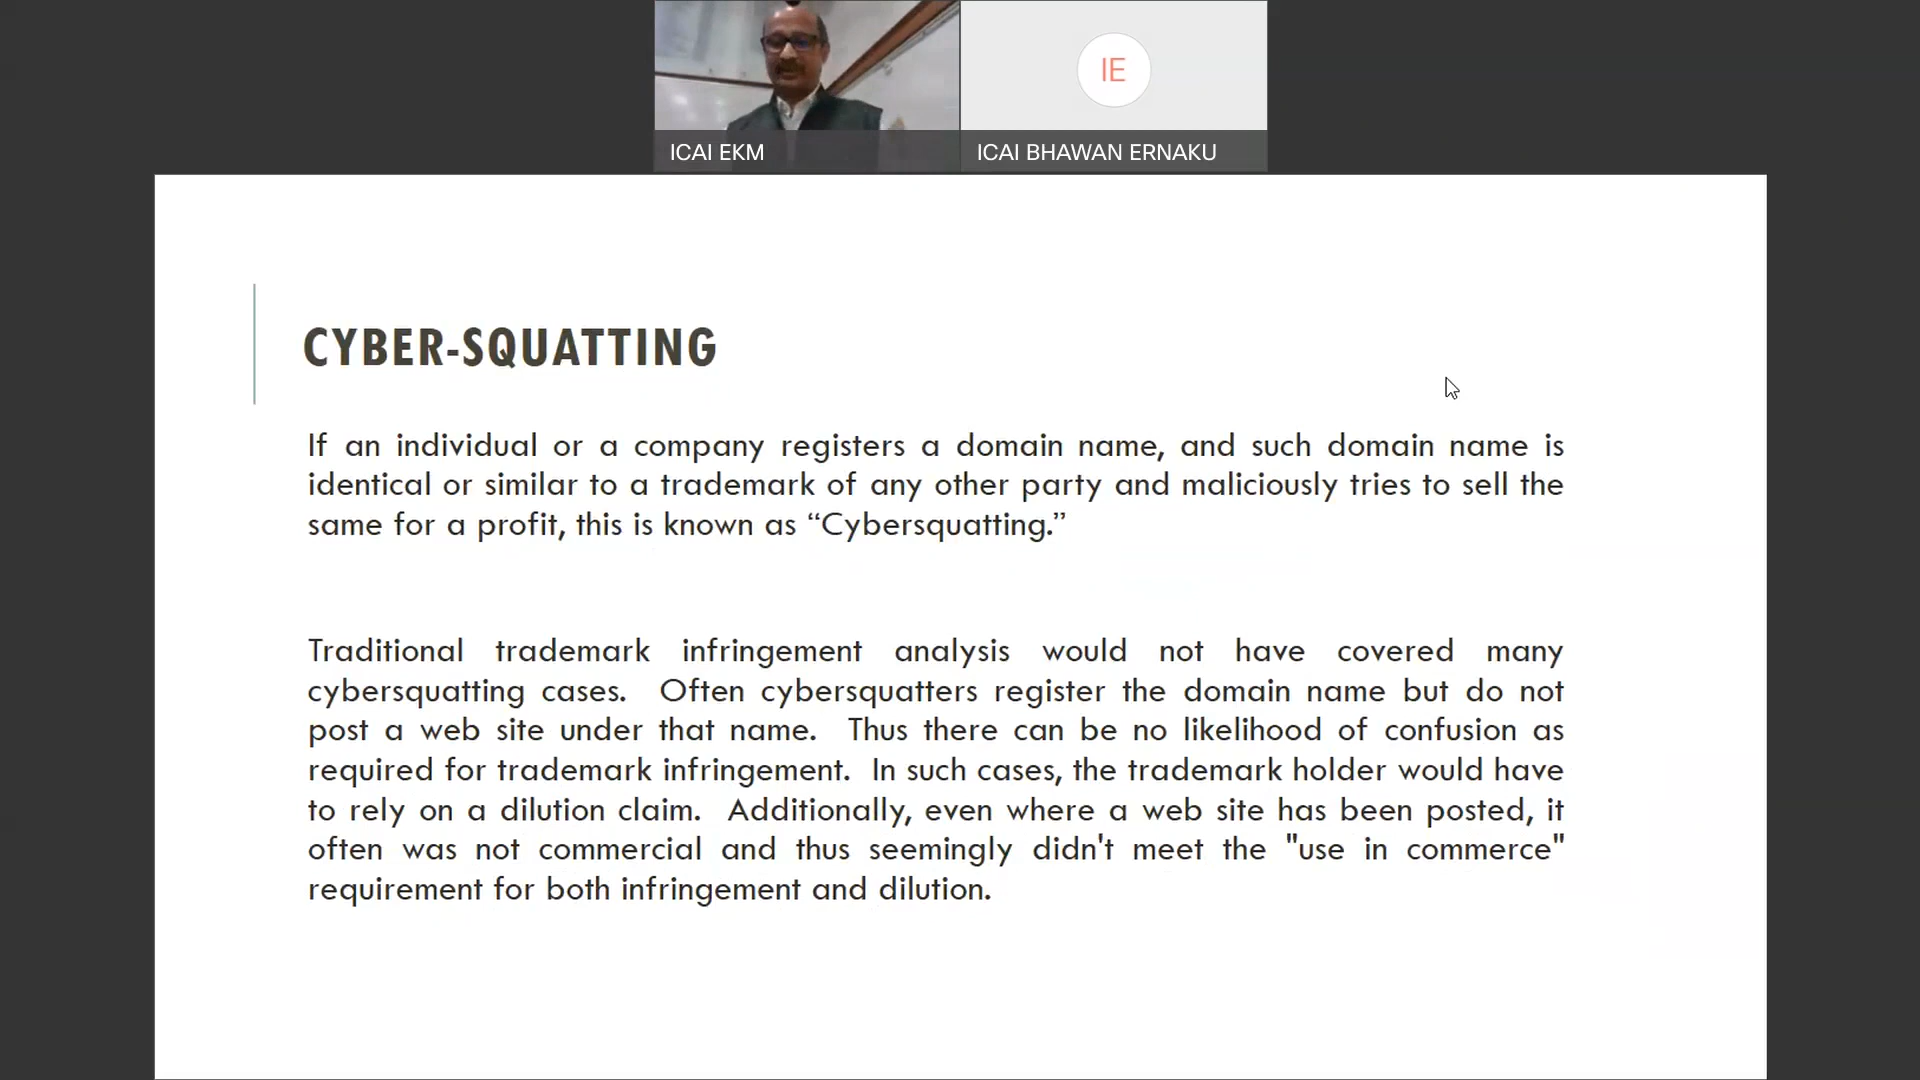 IE
ICAI EKM
ICAI BHAWAN ERNAKU
CYBER-SQUATTING
If an individual or a company registers a domain name, and such domain name is
identical or similar to a trademark of any other party and maliciously tries to sell the
same for a profit, this is known as “Cybersquatting.”
Traditional trademark infringement analysis would not have covered many
cybersquatting cases.  Often cybersquatters register the domain name but do not
post a web site under that name.  Thus there can be no likelihood of confusion as
required for trademark infringement.  In such cases, the trademark holder would have
to rely on a dilution claim.  Additionally, even where a web site has been posted, it
often was not commercial and thus seemingly didn't meet the "use in commerce"
requirement for both infringement and dilution.